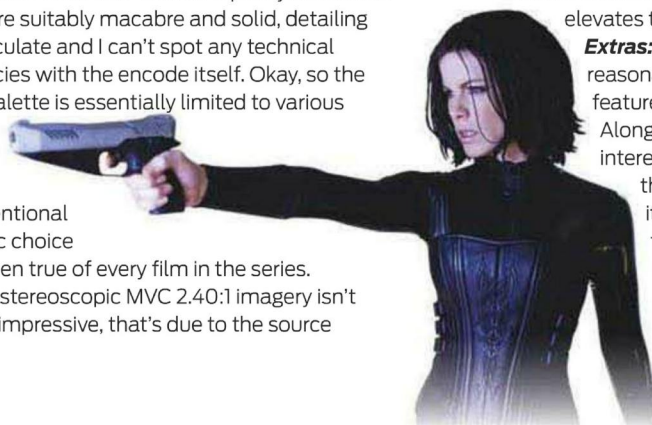 re suitably macabre and solid, detailing
culate and I can’t spot any technical
cies with the encode itself. Okay, so the
alette is essentially limited to various
ntional
c choice
en true of every film in the series.
stereoscopic MVC 2.40:1 imagery isn’t
impressive, that’s due to the source
elevates t
Extras:
reasona
feature
Along
intere
th